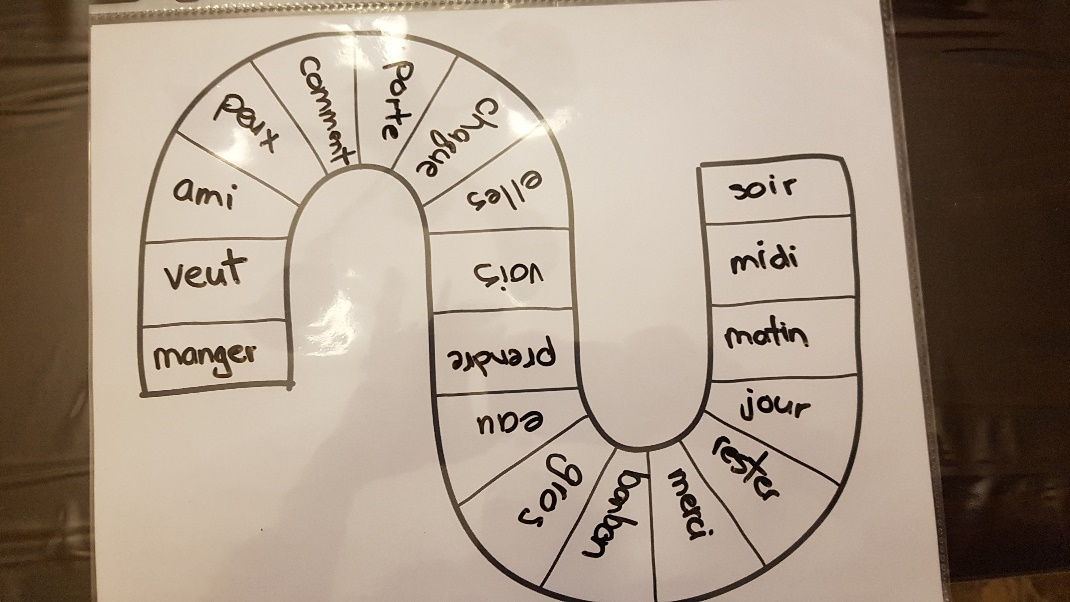 manger
veut
ami
peux
comment
porte
chaque
elles
vois
prendre
eau
gros
bonbon
merci
rester
jour
matin
midi
soir